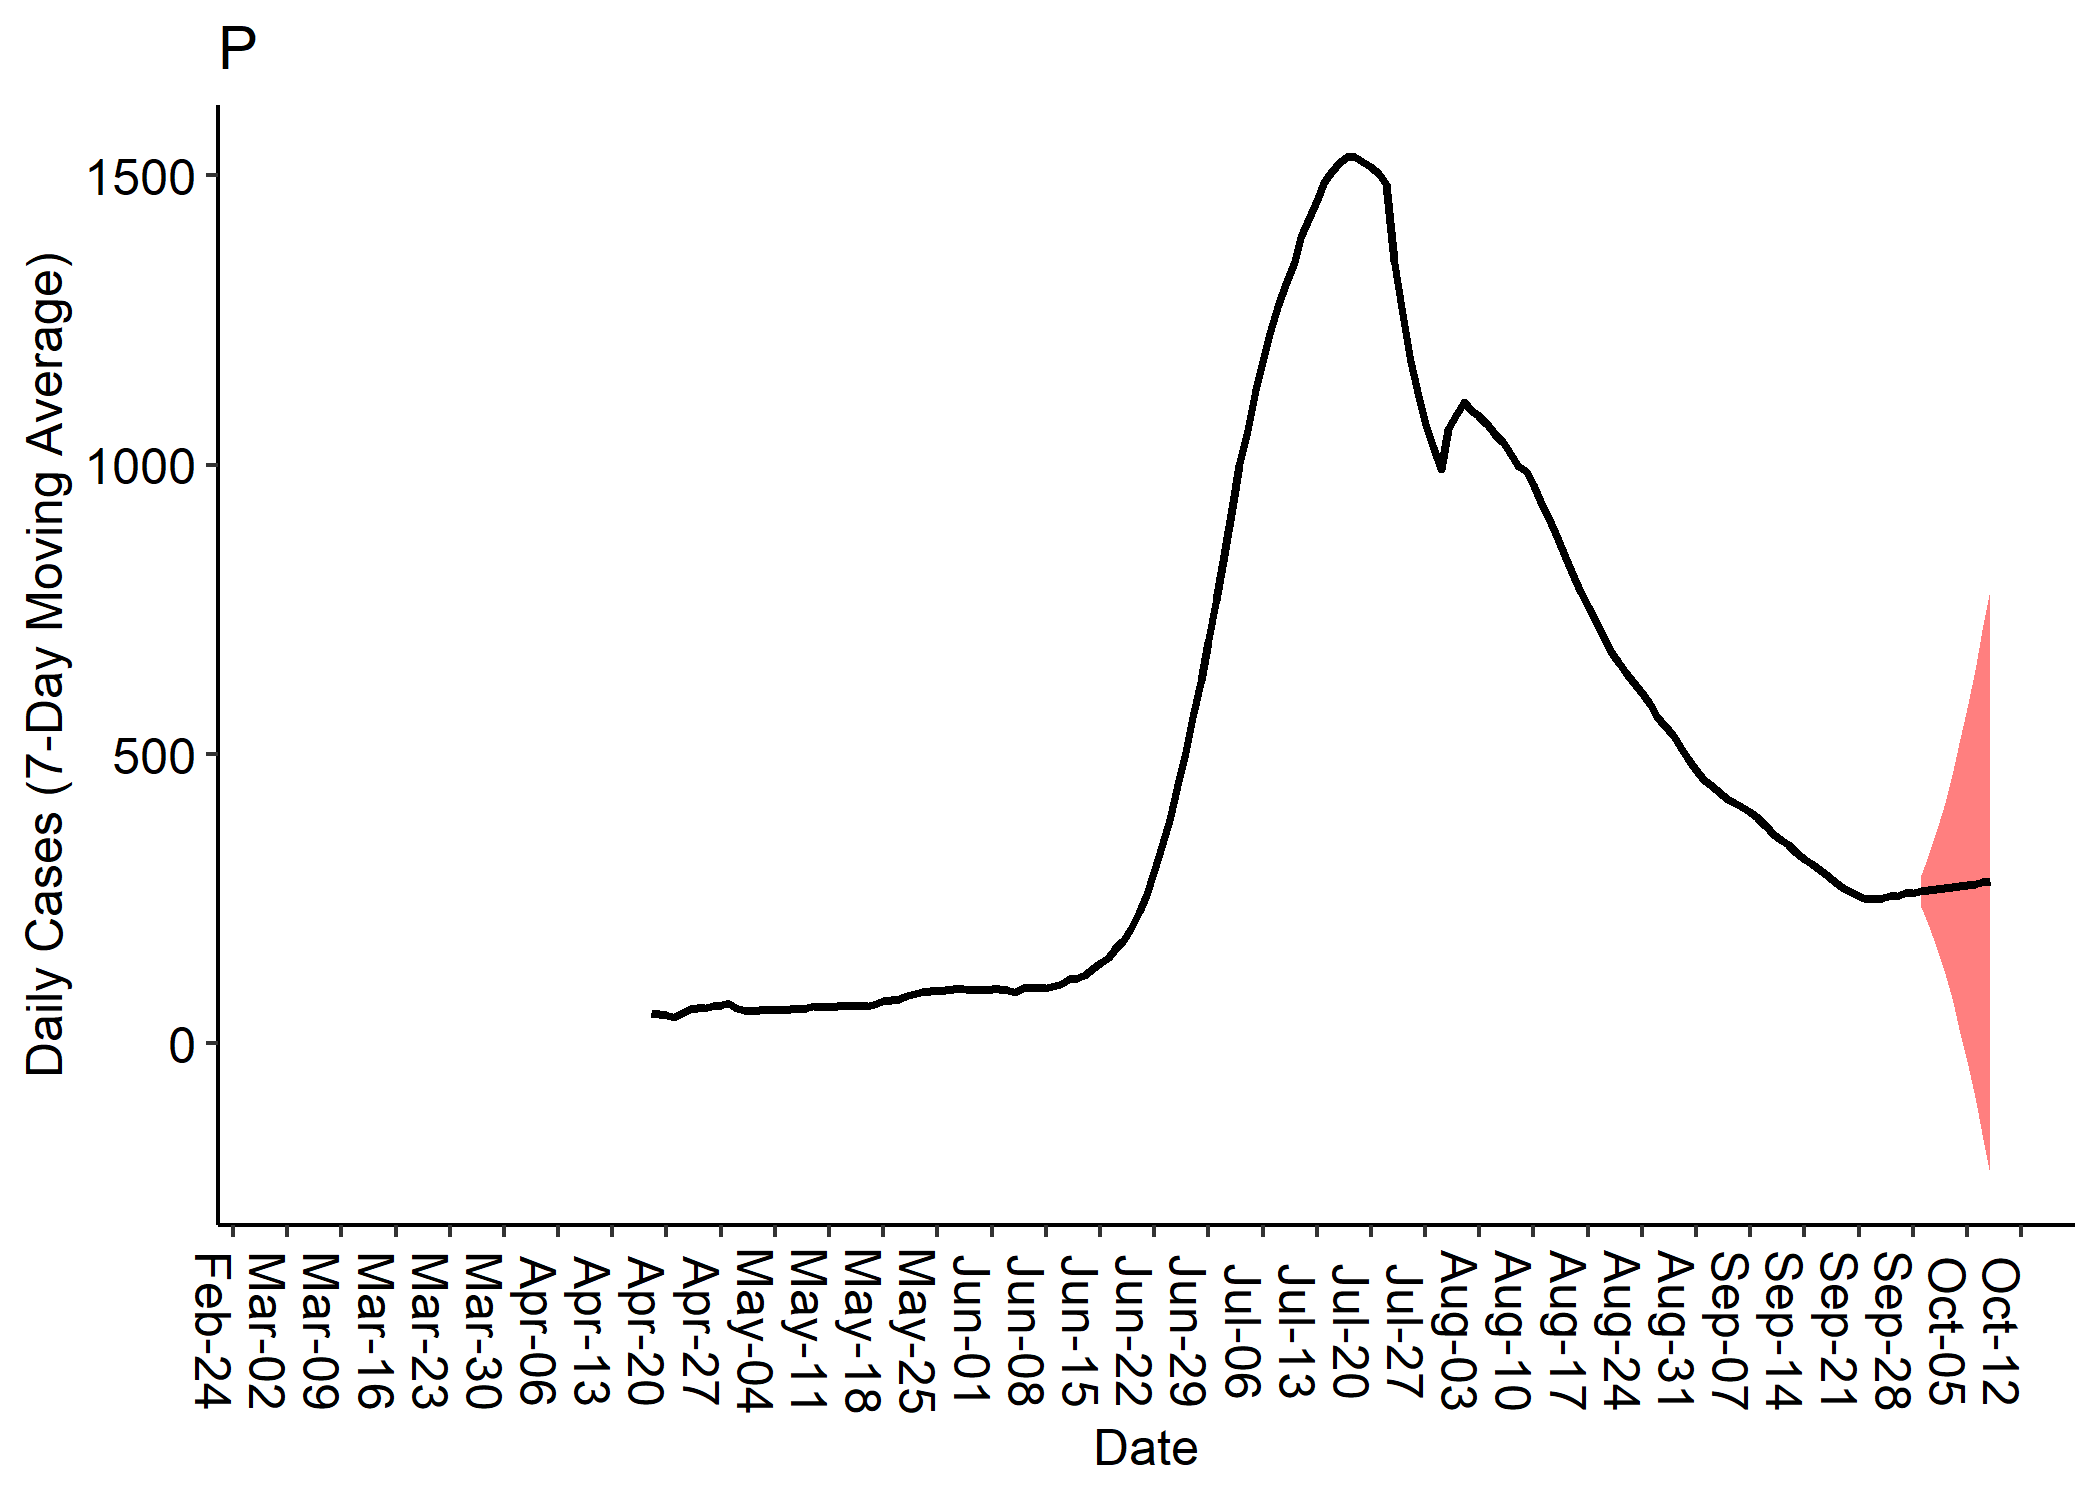 P
Daily Cases (7-Day Moving Average)
1500
1000
500
0
Feb-24
Mar-02
Mar-09
Mar-16
Mar-23
Mar-30
Apr-06
Apr-13
Apr-20
Apr-27
May-04
May-11
May-18
May-25
Jun-01
Jun-08
Jun-15
Jun-22
Jun-29
Jul-06
Jul-13
Jul-20
Jul-27
Aug-03
Aug-10
Aug-17
Aug-24
Aug-31
Sep-07
Sep-14
Sep-21
Sep-28
Oct-05
Oct-12
Date